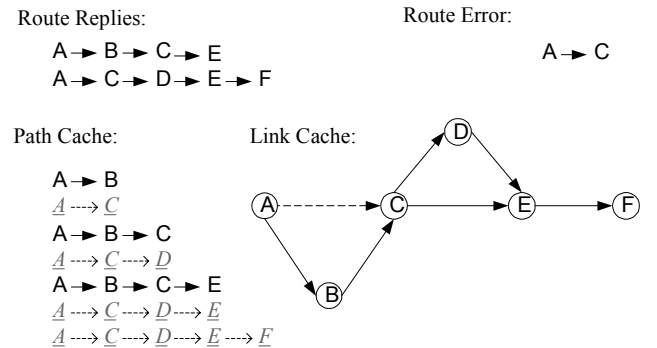 Route Replies:
A → B → C → E
A → C → D → E → F
Route Error:
A → C
Path Cache:
A → B
A ----> C
A → B → C
A ----> C ----> D
A → B → C → E
A ----> C ----> D ----> E
A ----> C ----> D ----> E ----> F
Link Cache:
D
A
C
E
F
B